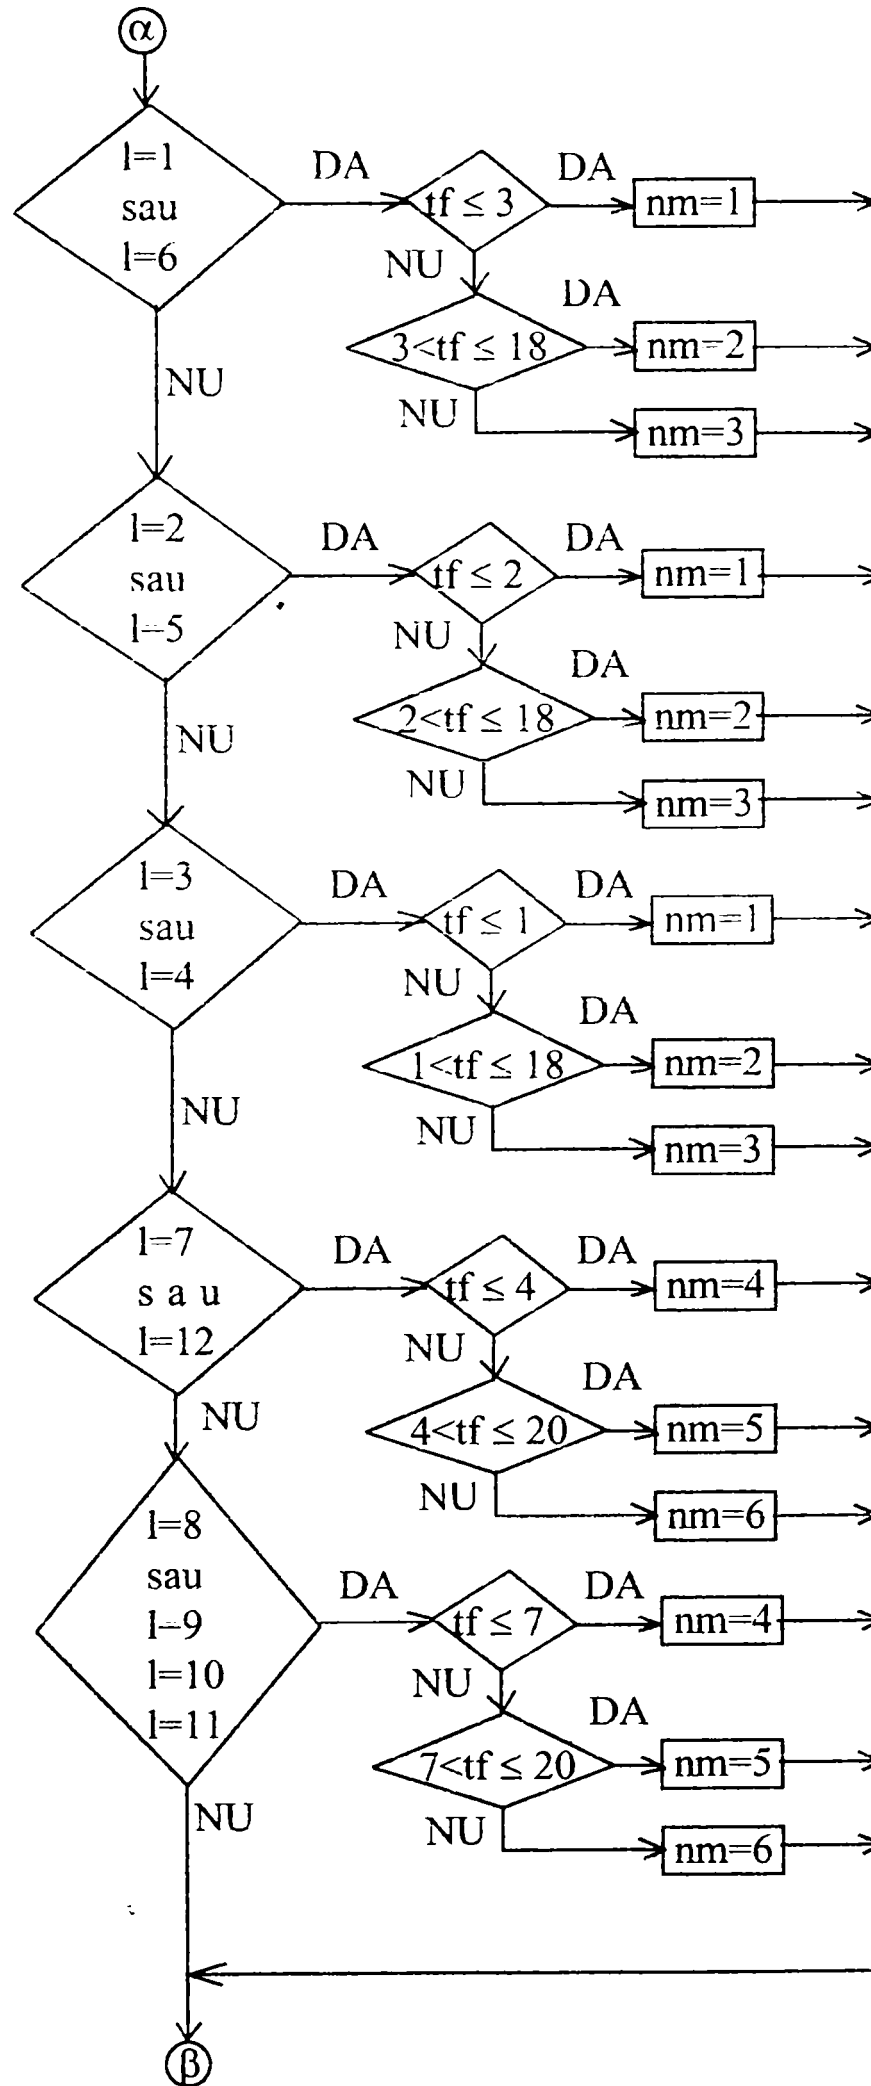 α
l=1
sau
l=6
DA
tf ≤ 3
DA
nm=1
NU
3<tf ≤ 18
DA
nm=2
NU
nm=3
NU
l=2
sau
l=5
DA
tf ≤ 2
DA
nm=1
NU
2<tf ≤ 18
DA
nm=2
NU
nm=3
NU
l=3
sau
l=4
DA
tf ≤ 1
DA
nm=1
NU
1<tf ≤ 18
DA
nm=2
NU
nm=3
NU
l=7
s a u
l=12
DA
tf ≤ 4
DA
nm=4
NU
4<tf ≤ 20
DA
nm=5
NU
nm=6
NU
l=8
sau
l=9
l=10
l=11
DA
tf ≤ 7
DA
nm=4
NU
7<tf ≤ 20
DA
nm=5
NU
nm=6
NU
β